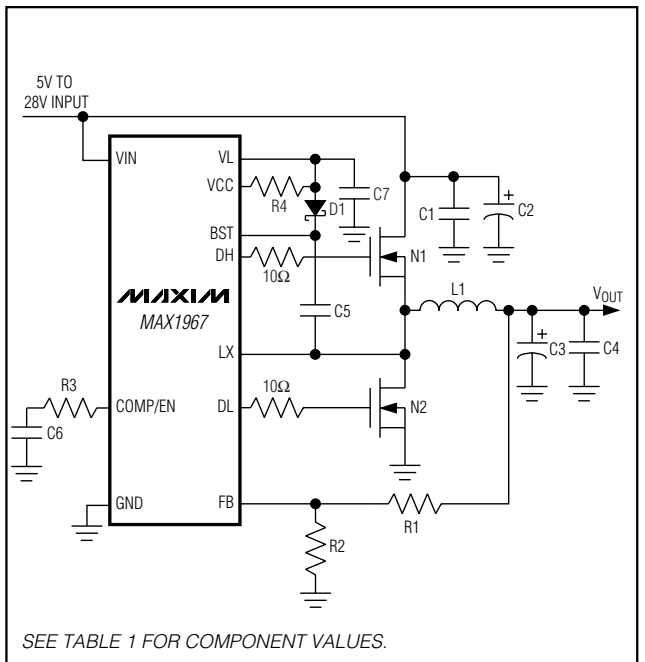 5V TO
28V INPUT
VIN
VL
VCC
R4
D1
C7
C1
+
C2
BST
DH
10Ω
N1
MAXIM
MAX1967
C5
L1
VOUT
LX
+
C3
C4
R3
COMP/EN
C6
DL
10Ω
N2
GND
FB
R1
R2
SEE TABLE 1 FOR COMPONENT VALUES.